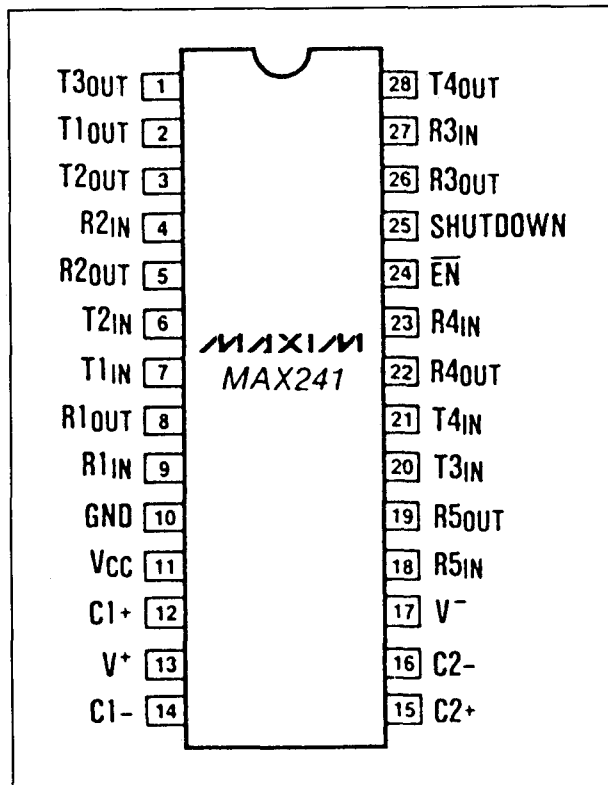 T3OUT 1 28 T4OUT
T1OUT 2 27 R3IN
T2OUT 3 26 R3OUT
R2IN 4 25 SHUTDOWN
R2OUT 5 24 E̅N̅
T2IN 6 23 R4IN
MAXIM
T1IN 7 MAX241 22 R4OUT
R1OUT 8 21 T4IN
R1IN 9 20 T3IN
GND 10 19 R5OUT
VCC 11 18 R5IN
C1+ 12 17 V-
V+ 13 16 C2-
C1- 14 15 C2+